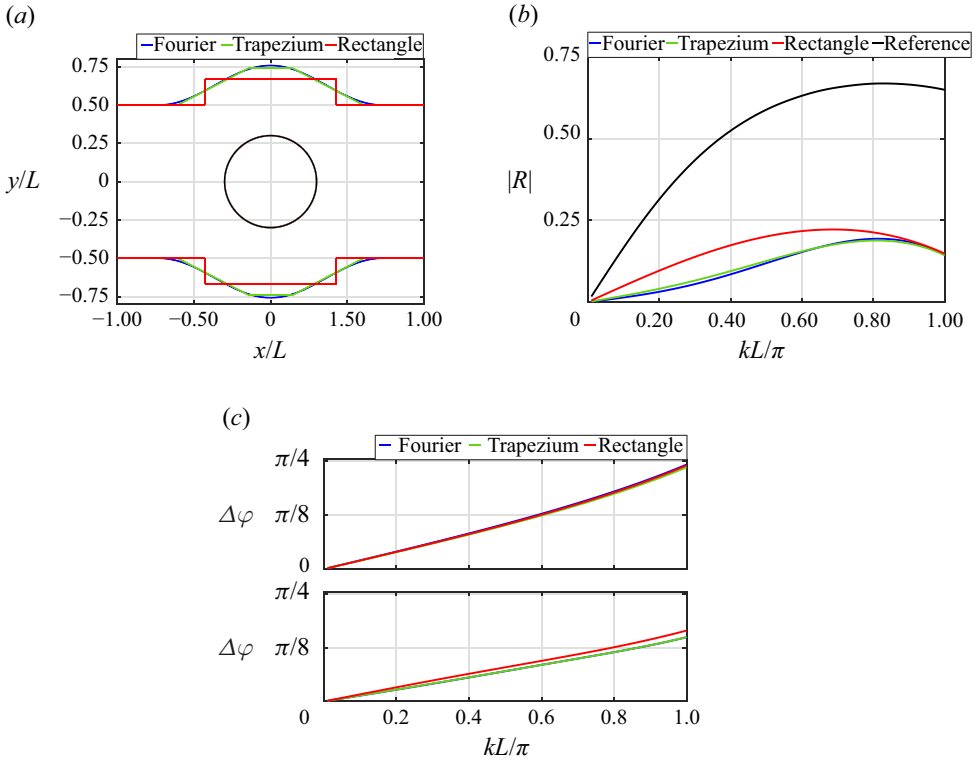 (a)
Fourier Trapezium Rectangle
0.75
0.50
0.25
y/L 0
−0.25
−0.50
−0.75
−1.00 −0.50 0 1.50 1.00
x/L
(b)
Fourier Trapezium Rectangle Reference
0.75
0.50
|R|
0.25
0 0.20 0.40 0.60 0.80 1.00
kL/π
(c)
Fourier Trapezium Rectangle
π/4
Δφ π/8
0
π/4
Δφ π/8
0 0.2 0.4 0.6 0.8 1.0
kL/π